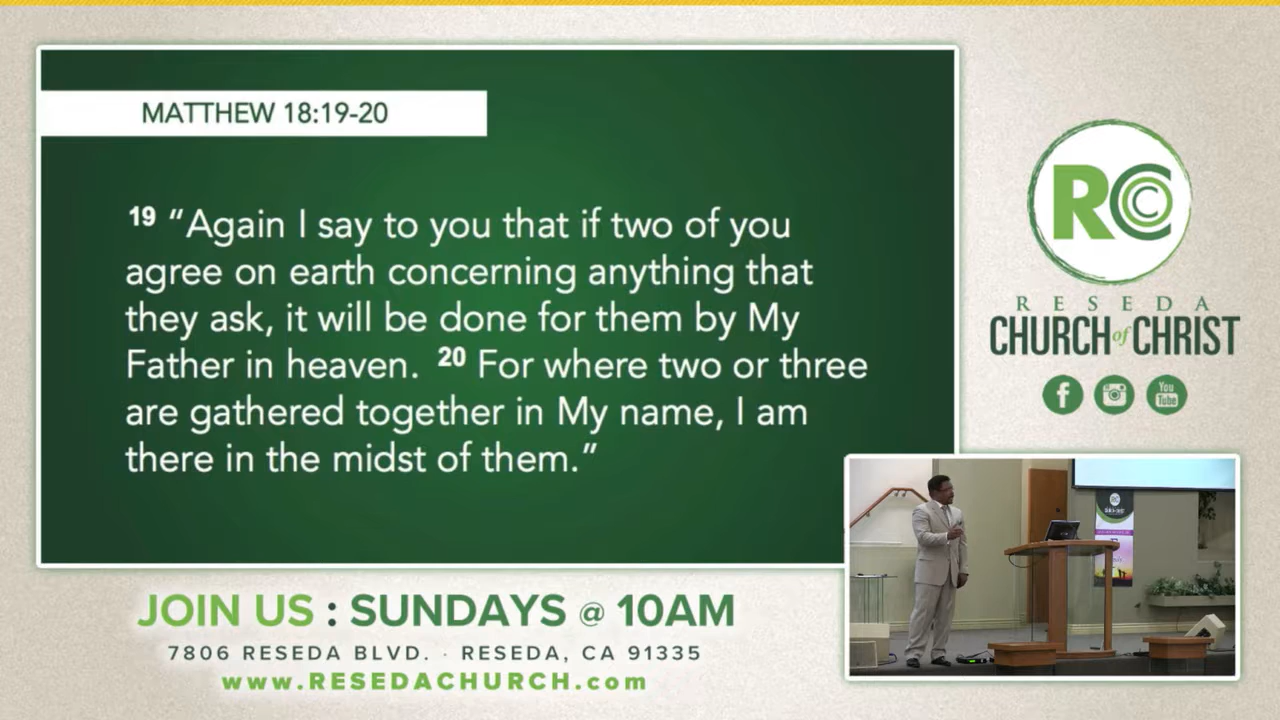 MATTHEW 18:19-20
19 “Again I say to you that if two of you
agree on earth concerning anything that
they ask, it will be done for them by My
Father in heaven. 20 For where two or three
are gathered together in My name, I am
there in the midst of them.”
RCC
RESEDA
CHURCH of CHRIST
f
You
Tube
JOIN US : SUNDAYS @ 10AM
7806 RESEDA BLVD. · RESEDA, CA 91335
www.RESEDACHURCH.com